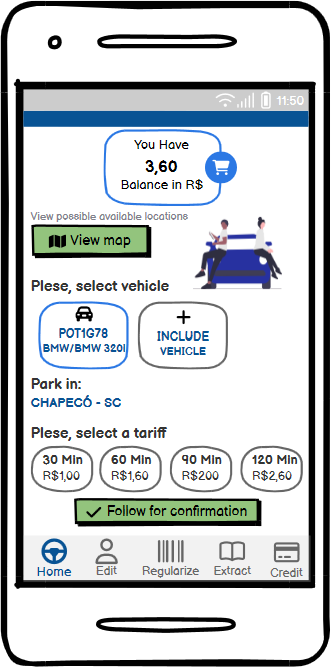 11:50
You Have
3,60
Balance in R$
View possible available locations
View map
Plese, select vehicle
POT1G78
BMW/BMW 320I
INCLUDE
VEHICLE
Park in:
CHAPECÓ - SC
Plese, select a tariff
30 Min
R$1,00
60 Min
R$1,60
90 Min
R$200
120 Min
R$2,60
Follow for confirmation
Home
Edit
Regularize
Extract
Credit